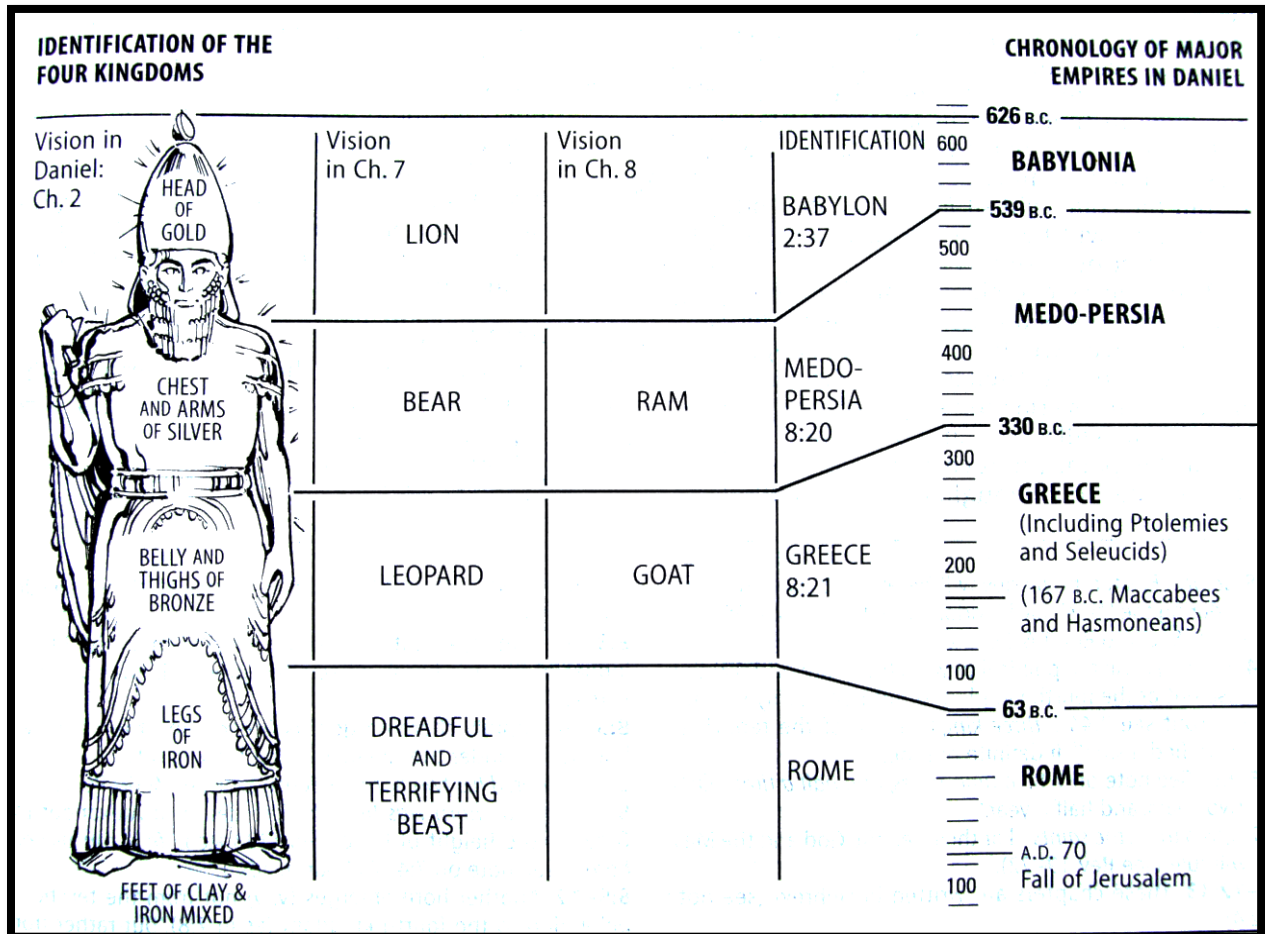 IDENTIFICATION OF THE
FOUR KINGDOMS
CHRONOLOGY OF MAJOR
EMPIRES IN DANIEL
Vision in
Daniel:
Ch. 2
Vision
in Ch. 7
Vision
in Ch. 8
IDENTIFICATION
HEAD
OF
GOLD
LION
BABYLON
2:37
CHEST
AND ARMS
OF SILVER
BEAR
RAM
MEDO-
PERSIA
8:20
BELLY AND
THIGHS OF
BRONZE
LEOPARD
GOAT
GREECE
8:21
LEGS
OF
IRON
DREADFUL
AND
TERRIFYING
BEAST
ROME
FEET OF CLAY &
IRON MIXED
626 B.C.
600
BABYLONIA
539 B.C.
500
MEDO-PERSIA
400
330 B.C.
300
GREECE
(Including Ptolemies
and Seleucids)
200
(167 B.C. Maccabees
and Hasmoneans)
100
63 B.C.
ROME
A.D. 70
Fall of Jerusalem
100